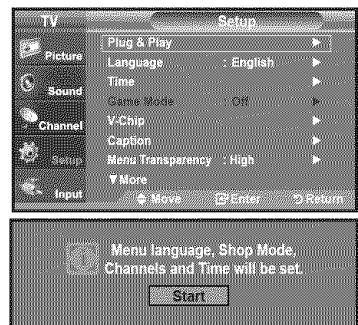 TV Setup
Picture
Sound
Channel
Setup
Input
Plug & Play
Language : English
Time
Game Mode : Off
V-Chip
Caption
Menu Transparency : High
▼More
Move Enter Return
Menu language, Shop Mode,
Channels and Time will be set.
Start